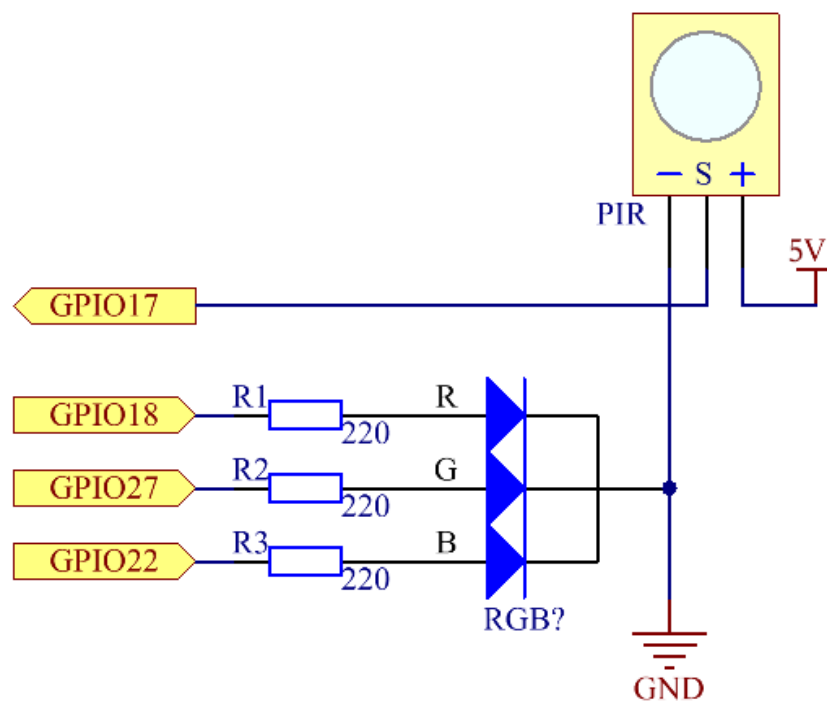 − S +
PIR
5V
GPIO17
GPIO18
R1
220
R
GPIO27
R2
220
G
GPIO22
R3
220
B
RGB?
GND